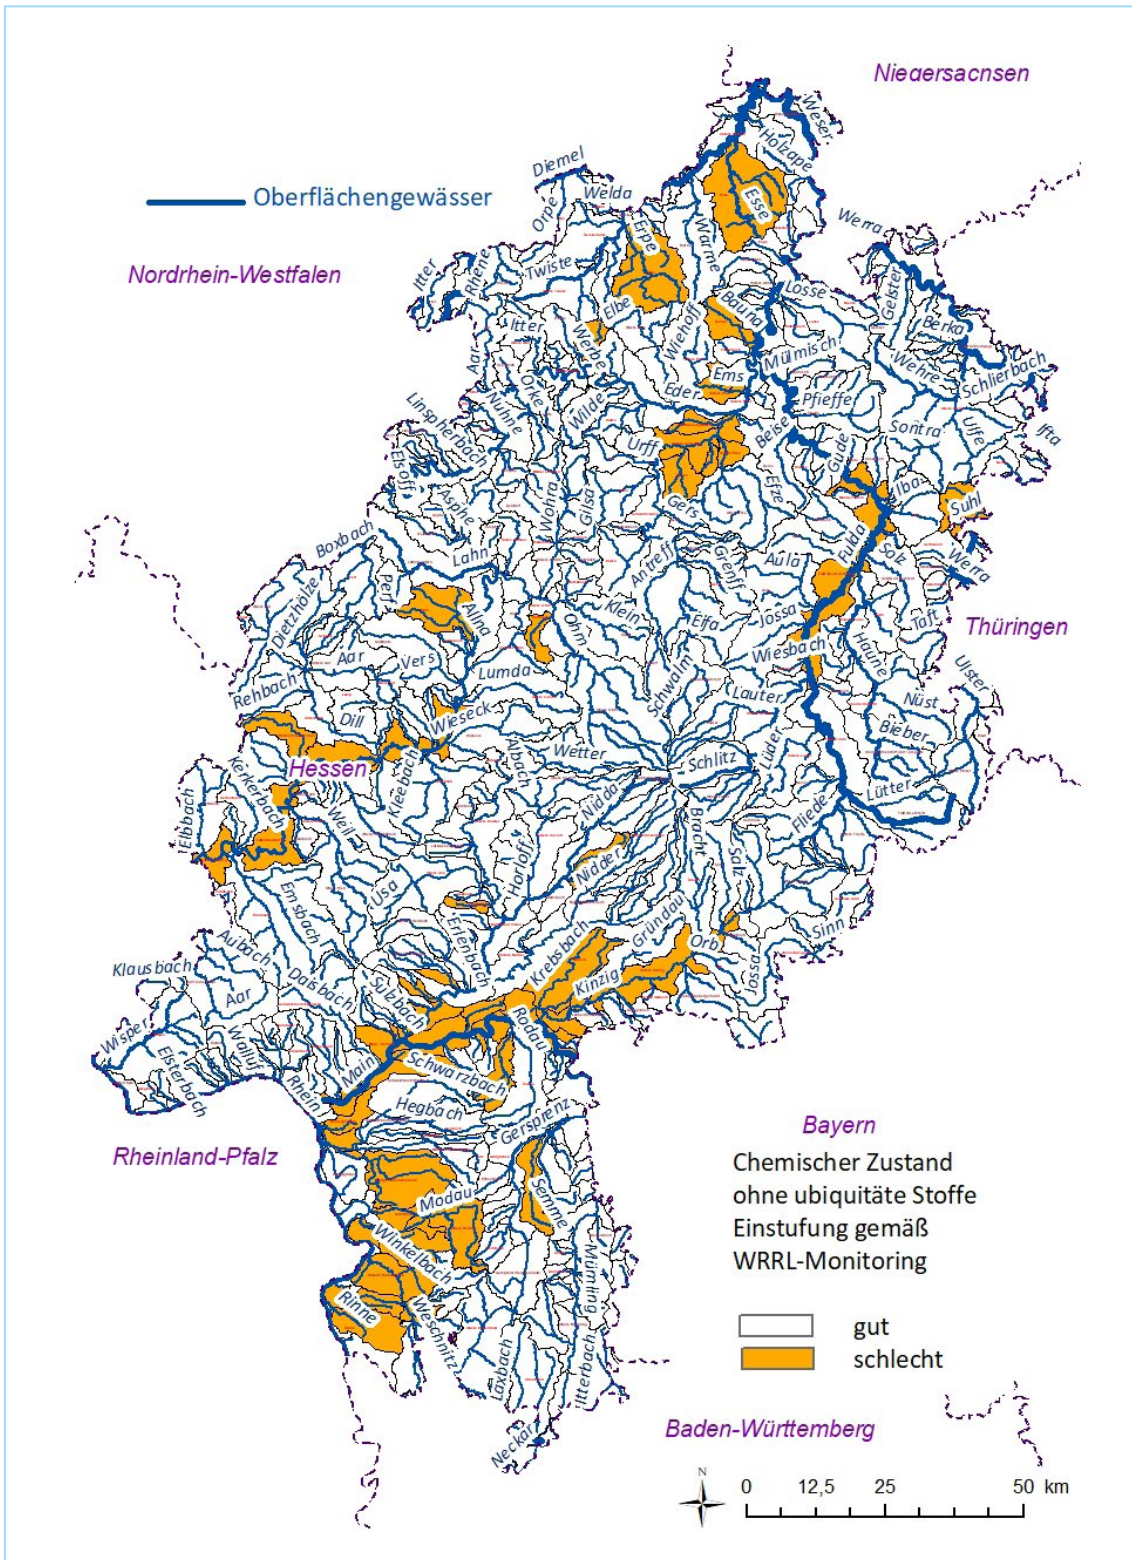 Niedersachsen
Weser
Holzape
Diemel
Welda
Oberflächengewässer
Orpe
Esse
Erpe
Warme
Werra
Nordrhein-Westfalen
Itter
Rhene
Twiste
Elbe
Bauna
Losse
Gelster
Berka
Itter
Werbe
Wiehoff
Mülmisch
Wehre
Schlierbach
Aar
Orke
Ems
Eder
Pfieffe
Nuhne
Wilde
Linspherbach
Urff
Beise
Sontra
Ulfe
Ifta
Elsoff
Asphe
Wohra
Gilsa
Gers
Efze
Gude
Iba
Suhl
Boxbach
Lahn
Antreff
Grenff
Aula
Fulda
Solz
Werra
Dietzhölze
Perf
Allna
Ohm
Klein
Eifa
Jossa
Taft
Thüringen
Aar
Vers
Lumda
Schwalm
Wiesbach
Haune
Ulster
Rehbach
Dill
Wieseck
Lauter
Nüst
Bieber
Hessen
Kleebach
Albach
Wetter
Schlitz
Lüder
Kerkerbach
Elbbach
Weil
Nidda
Lütter
Fliede
Horloff
Nidder
Bracht
Salz
Usa
Emsbach
Erlenbach
Krebsbach
Gründau
Orb
Sinn
Jossa
Klausbach
Aubach
Daisbach
Sulzbach
Kinzig
Aar
Wisper
Elsterbach
Walluf
Rhein
Main
Rodau
Schwarzbach
Hegbach
Gersprenz
Rheinland-Pfalz
Bayern
Chemischer Zustand
ohne ubiquitäte Stoffe
Einstufung gemäß
WRRL-Monitoring
Modau
Semme
Winkelbach
Mümling
Rinne
Weschnitz
Laxbach
Itterbach
gut
schlecht
Neckar
Baden-Württemberg
N
0 12,5 25 50 km